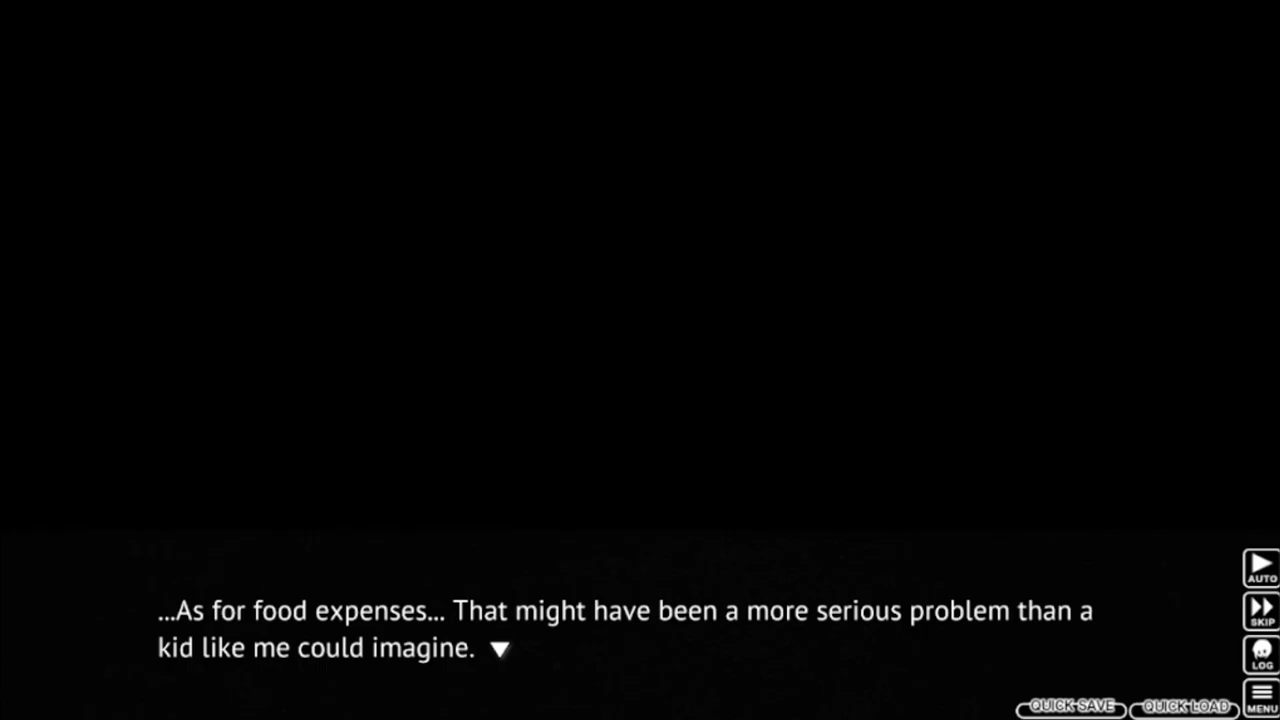 ...As for food expenses... That might have been a more serious problem than a
kid like me could imagine.
AUTO
SKIP
LOG
MENU
QUICK SAVE
QUICK LOAD